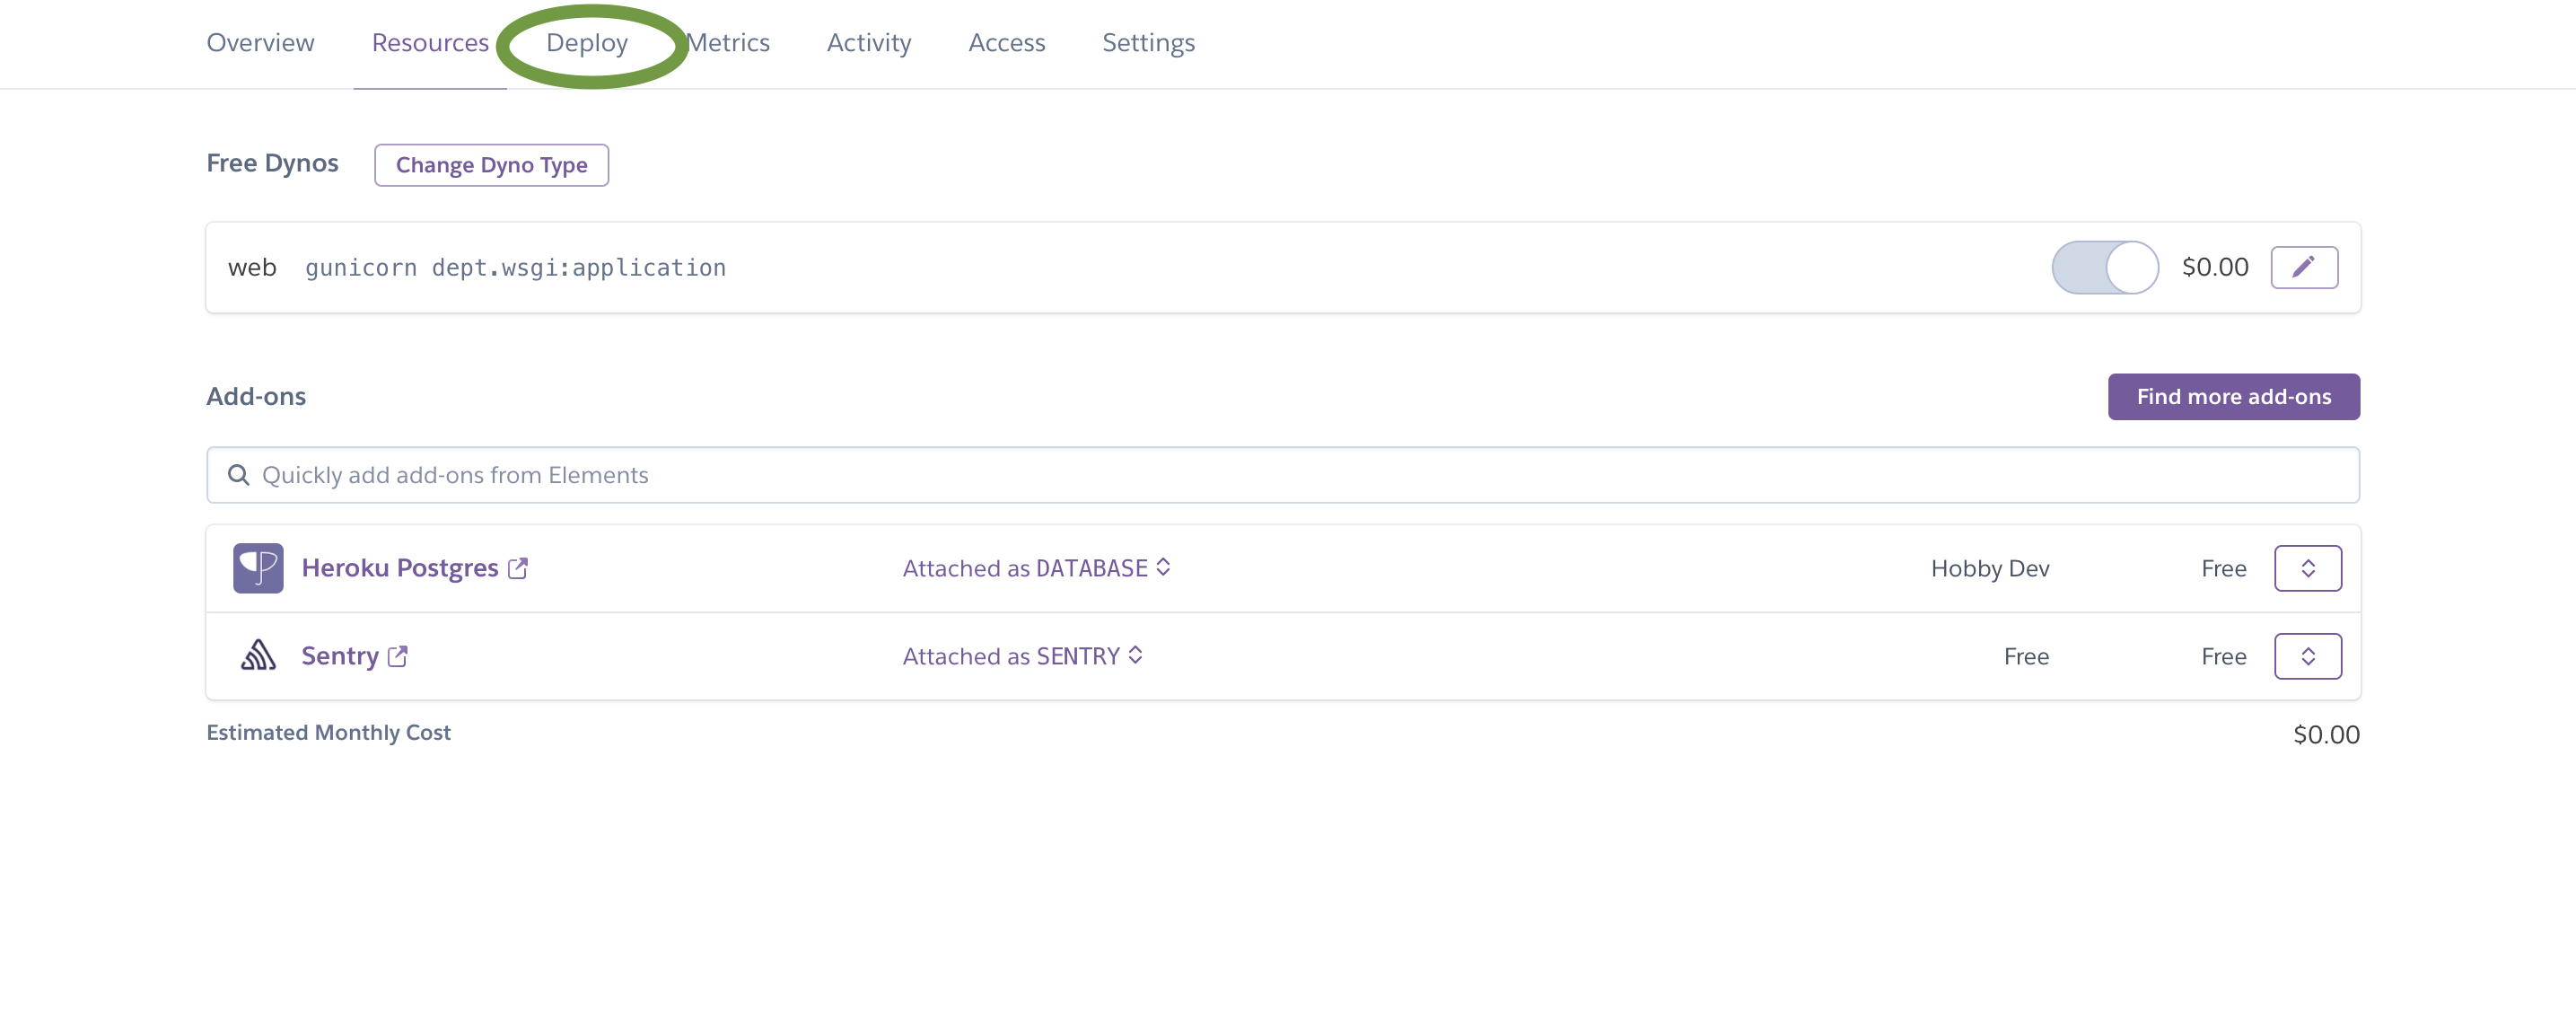 Overview Resources Deploy Metrics Activity Access Settings
Free Dynos Change Dyno Type
web gunicorn dept.wsgi:application $0.00
Add-ons Find more add-ons
Quickly add add-ons from Elements
Heroku Postgres Attached as DATABASE Hobby Dev Free
Sentry Attached as SENTRY Free Free
Estimated Monthly Cost $0.00